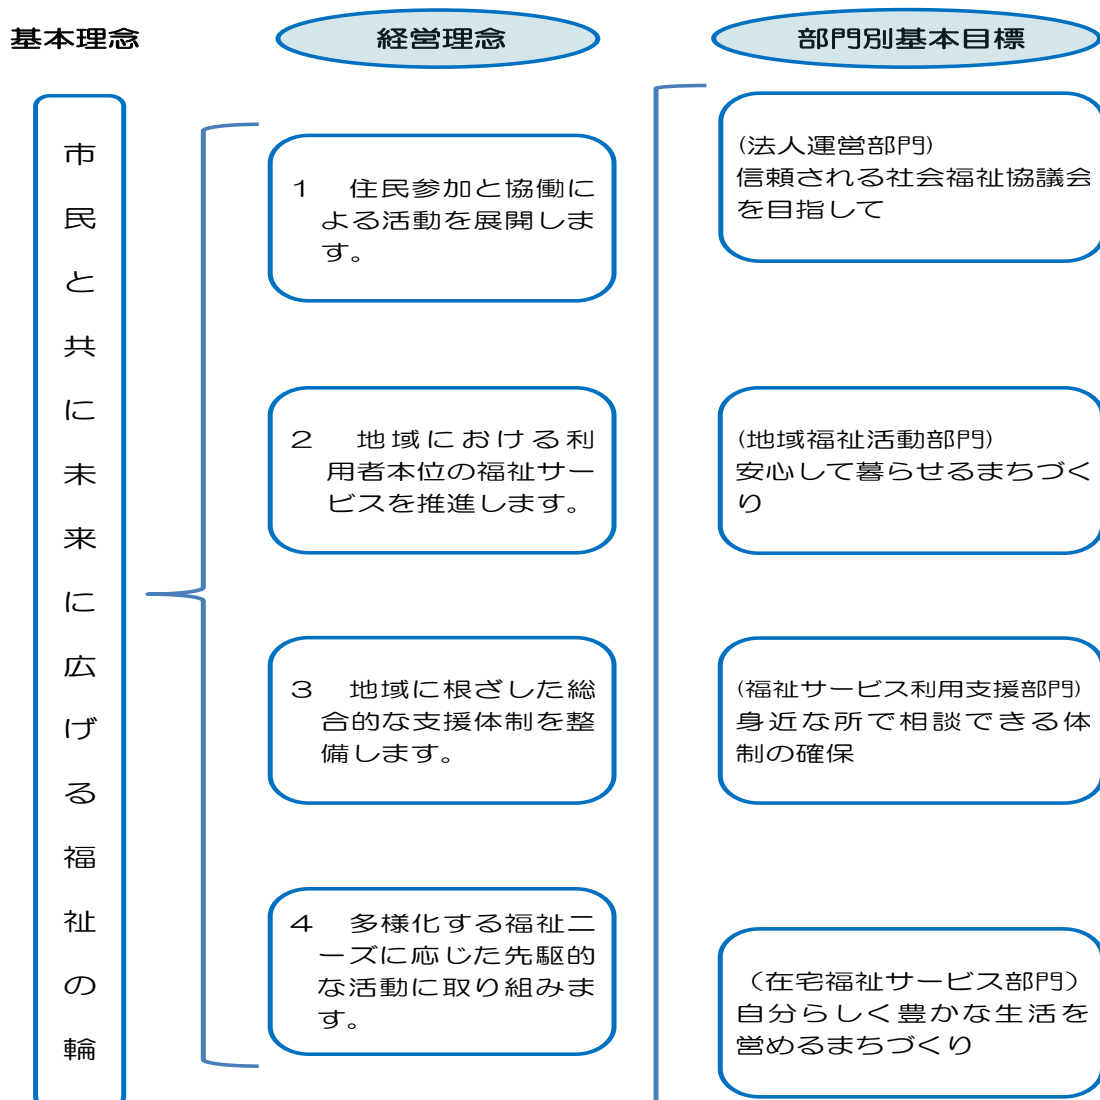 基本理念
経営理念
部門別基本目標
市民と共に未来に広げる福祉の輪
1　住民参加と協働に
よる活動を展開しま
す。
2　地域における利
用者本位の福祉サー
ビスを推進します。
3　地域に根ざした総
合的な支援体制を整
備します。
4　多様化する福祉ニ
ーズに応じた先駆的
な活動に取り組みま
す。
(法人運営部門)
信頼される社会福祉協議会
を目指して
(地域福祉活動部門)
安心して暮らせるまちづく
り
(福祉サービス利用支援部門)
身近な所で相談できる体
制の確保
（在宅福祉サービス部門）
自分らしく豊かな生活を
営めるまちづくり